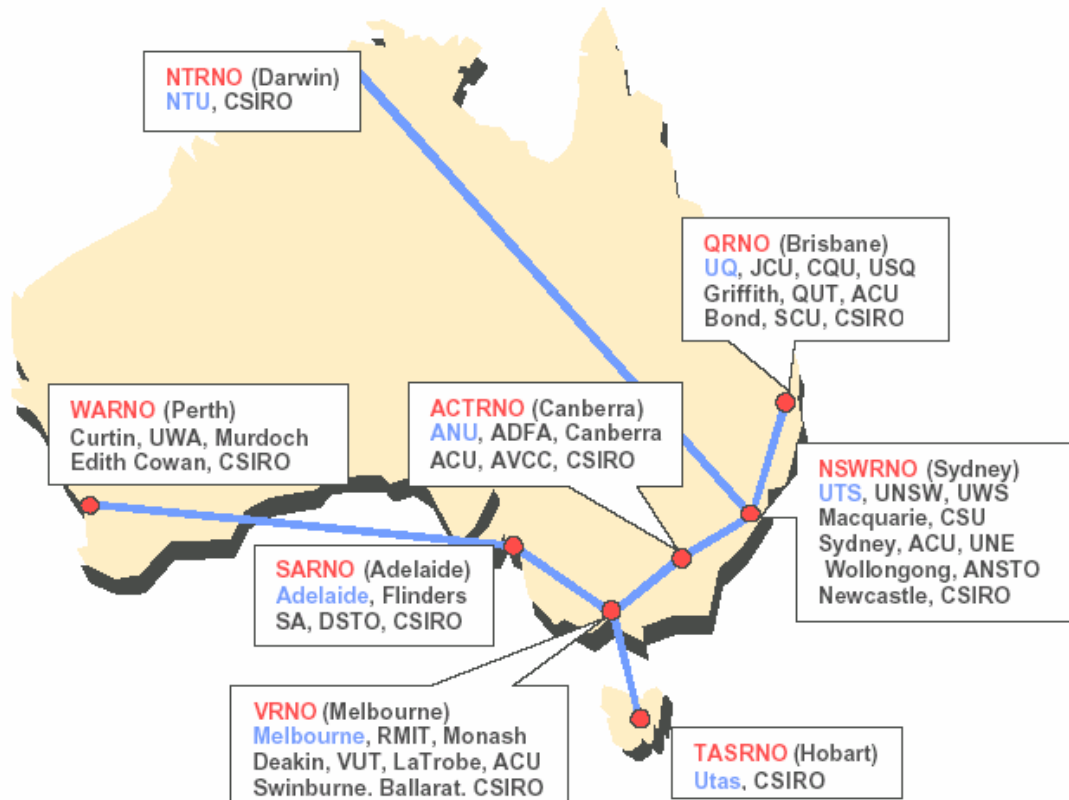 NTRNO (Darwin)
NTU, CSIRO
QRNO (Brisbane)
UQ, JCU, CQU, USQ
Griffith, QUT, ACU
Bond, SCU, CSIRO
WARNO (Perth)
Curtin, UWA, Murdoch
Edith Cowan, CSIRO
ACTRNO (Canberra)
ANU, ADFA, Canberra
ACU, AVCC, CSIRO
NSWRNO (Sydney)
UTS, UNSW, UWS
Macquarie, CSU
Sydney, ACU, UNE
Wollongong, ANSTO
Newcastle, CSIRO
SARNO (Adelaide)
Adelaide, Flinders
SA, DSTO, CSIRO
VRNO (Melbourne)
Melbourne, RMIT, Monash
Deakin, VUT, LaTrobe, ACU
Swinburne, Ballarat, CSIRO
TASRNO (Hobart)
Utas, CSIRO